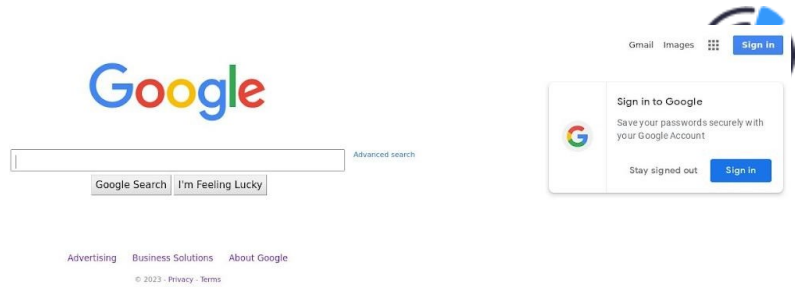 Gmail Images Sign in
Google
Sign in to Google
Save your passwords securely with
your Google Account
Stay signed out Sign in
Advanced search
Google Search I'm Feeling Lucky
Advertising Business Solutions About Google
© 2023 - Privacy - Terms